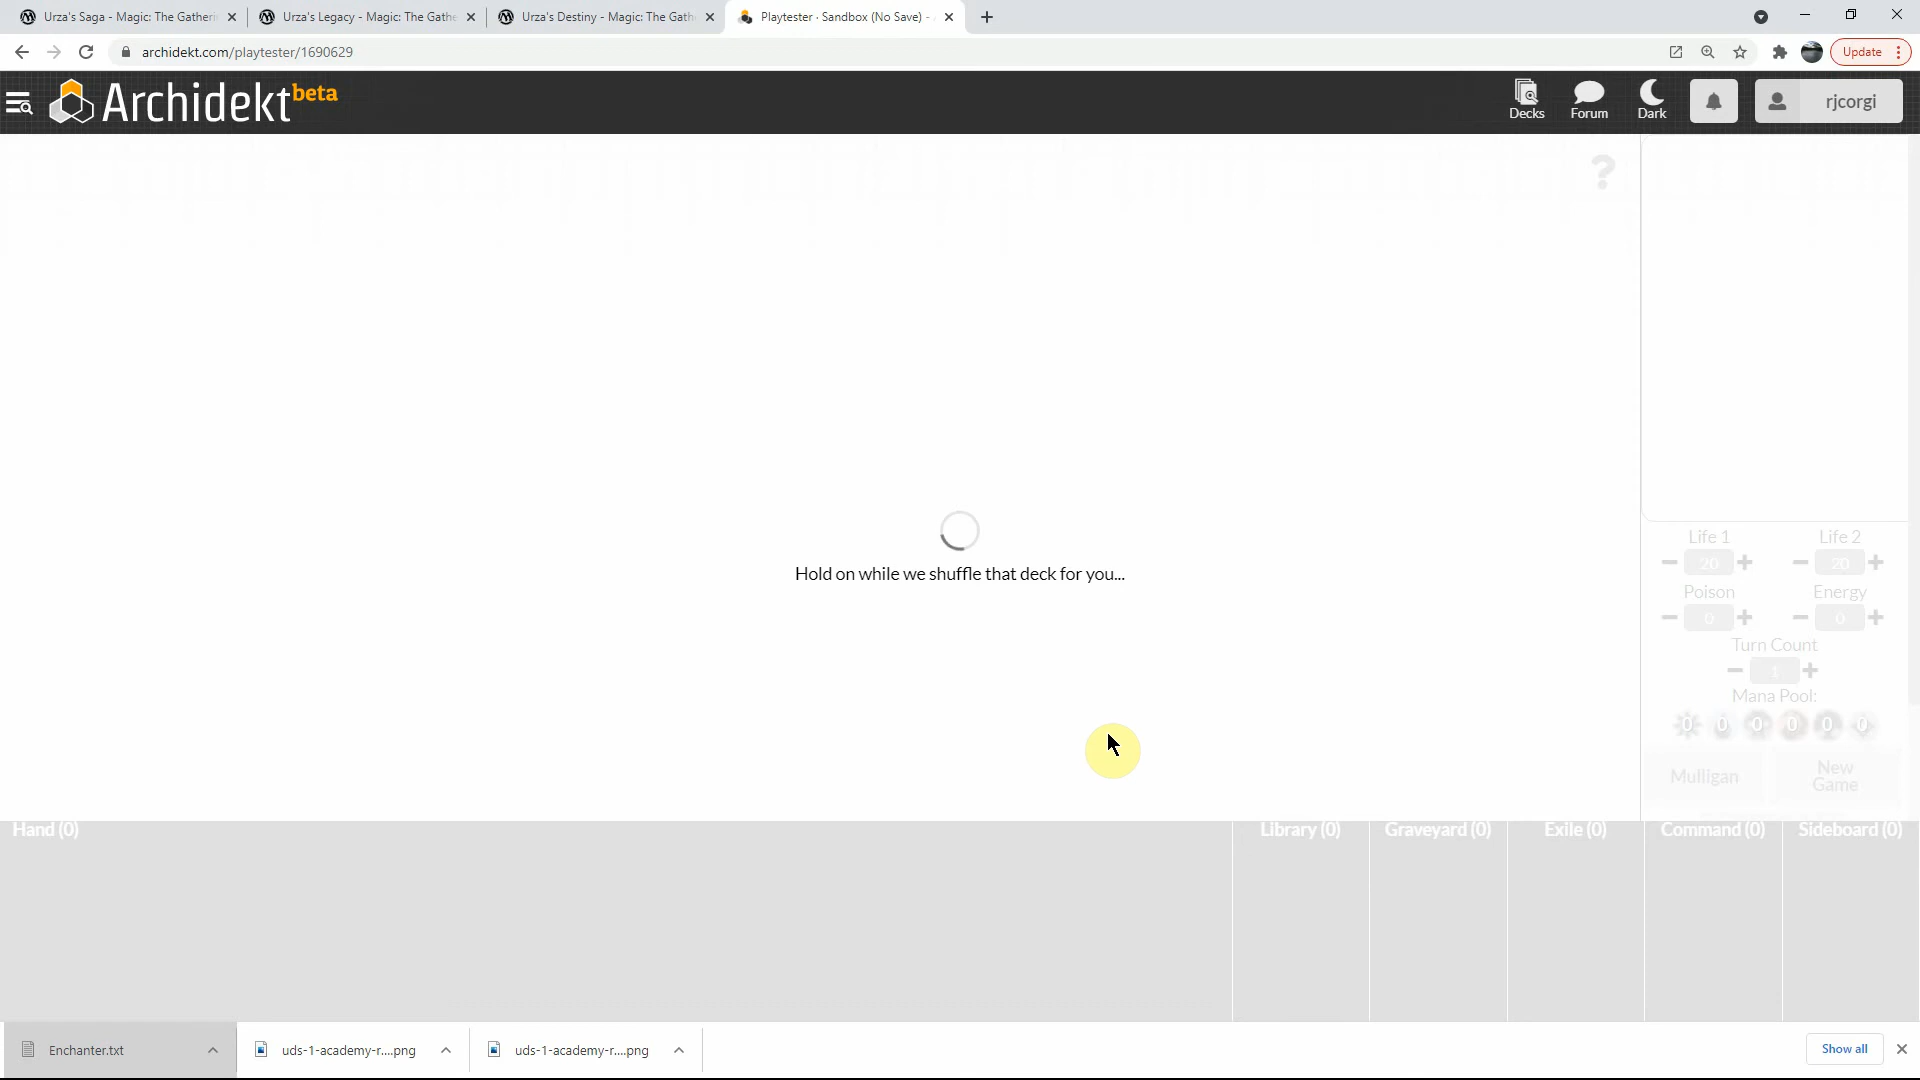 Urza's Saga - Magic: The Gatheri
Urza's Legacy - Magic: The Gathe
Urza's Destiny - Magic: The Gath
Playtester · Sandbox (No Save) -
archidekt.com/playtester/1690629
Update
Archidekt beta
Decks
Forum
Dark
rjcorgi
?
Life 1
Life 2
20
20
Poison
Energy
0
0
Turn Count
1
Mana Pool:
0 0 0 0 0 0
Mulligan
New
Game
Hold on while we shuffle that deck for you...
Hand (0)
Library (0)
Graveyard (0)
Exile (0)
Command (0)
Sideboard (0)
Enchanter.txt
uds-1-academy-r....png
uds-1-academy-r....png
Show all